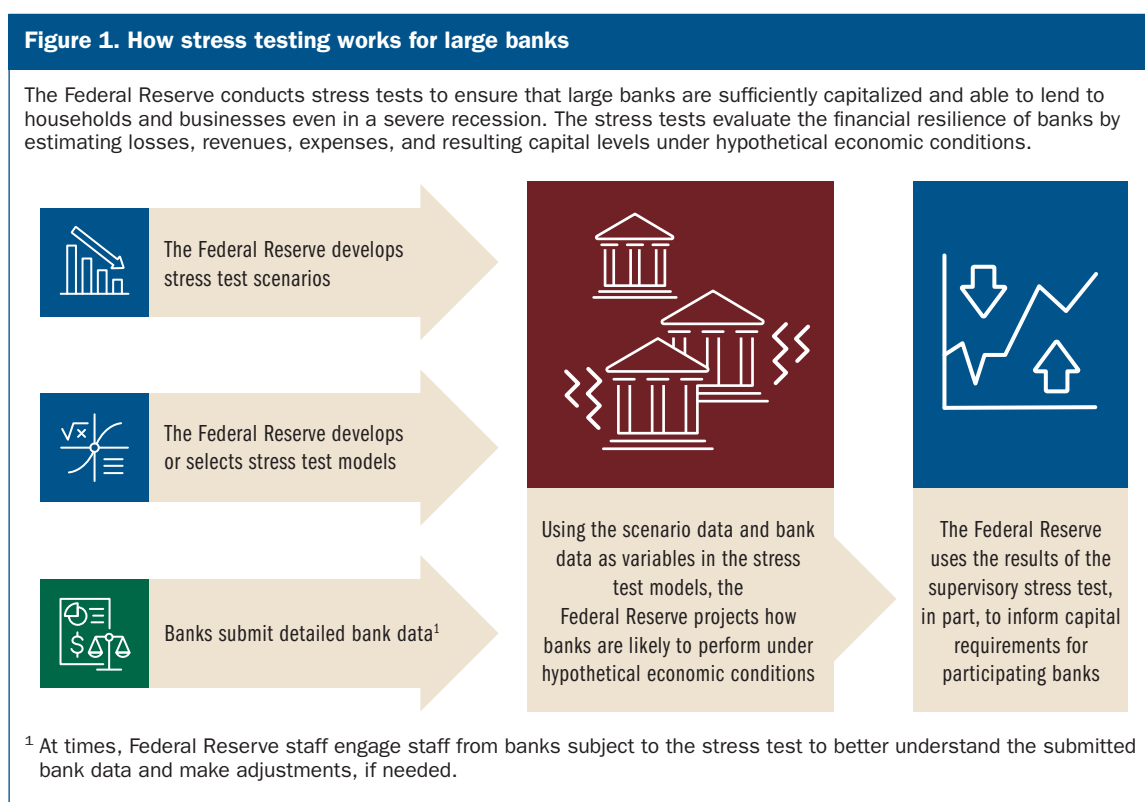 Figure 1. How stress testing works for large banks
The Federal Reserve conducts stress tests to ensure that large banks are sufficiently capitalized and able to lend to
households and businesses even in a severe recession. The stress tests evaluate the financial resilience of banks by
estimating losses, revenues, expenses, and resulting capital levels under hypothetical economic conditions.
The Federal Reserve develops
stress test scenarios
√x
The Federal Reserve develops
or selects stress test models
$
Banks submit detailed bank data¹
Using the scenario data and bank
data as variables in the stress
test models, the
Federal Reserve projects how
banks are likely to perform under
hypothetical economic conditions
The Federal Reserve
uses the results of the
supervisory stress test,
in part, to inform capital
requirements for
participating banks
¹ At times, Federal Reserve staff engage staff from banks subject to the stress test to better understand the submitted
bank data and make adjustments, if needed.